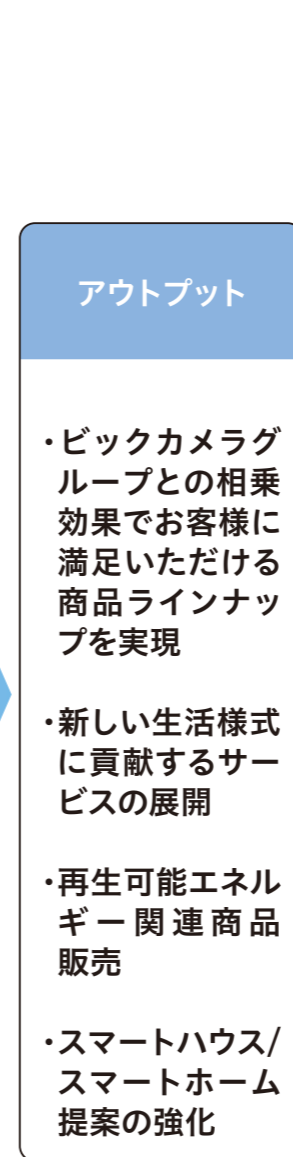 アウトプット
・ビックカメラグ
ループとの相乗
効果でお客様に
満足いただける
商品ラインナッ
プを実現
・新しい生活様式
に貢献するサー
ビスの展開
・再生可能エネル
ギー関連商品
販売
・スマートハウス/
スマートホーム
提案の強化